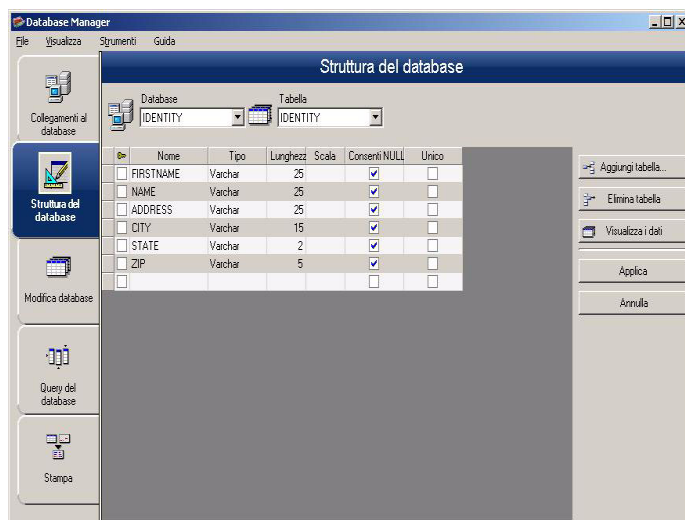 Database Manager
File Visualizza Strumenti Guida
Struttura del database
Collegamenti al
database
Struttura del
database
Modifica database
Query del
database
Stampa
Database
IDENTITY
Tabella
IDENTITY
Nome Tipo Lunghezz Scala Consenti NULL Unico
FIRSTNAME Varchar 25
NAME Varchar 25
ADDRESS Varchar 25
CITY Varchar 15
STATE Varchar 2
ZIP Varchar 5
Aggiungi tabella...
Elimina tabella
Visualizza i dati
Applica
Annulla